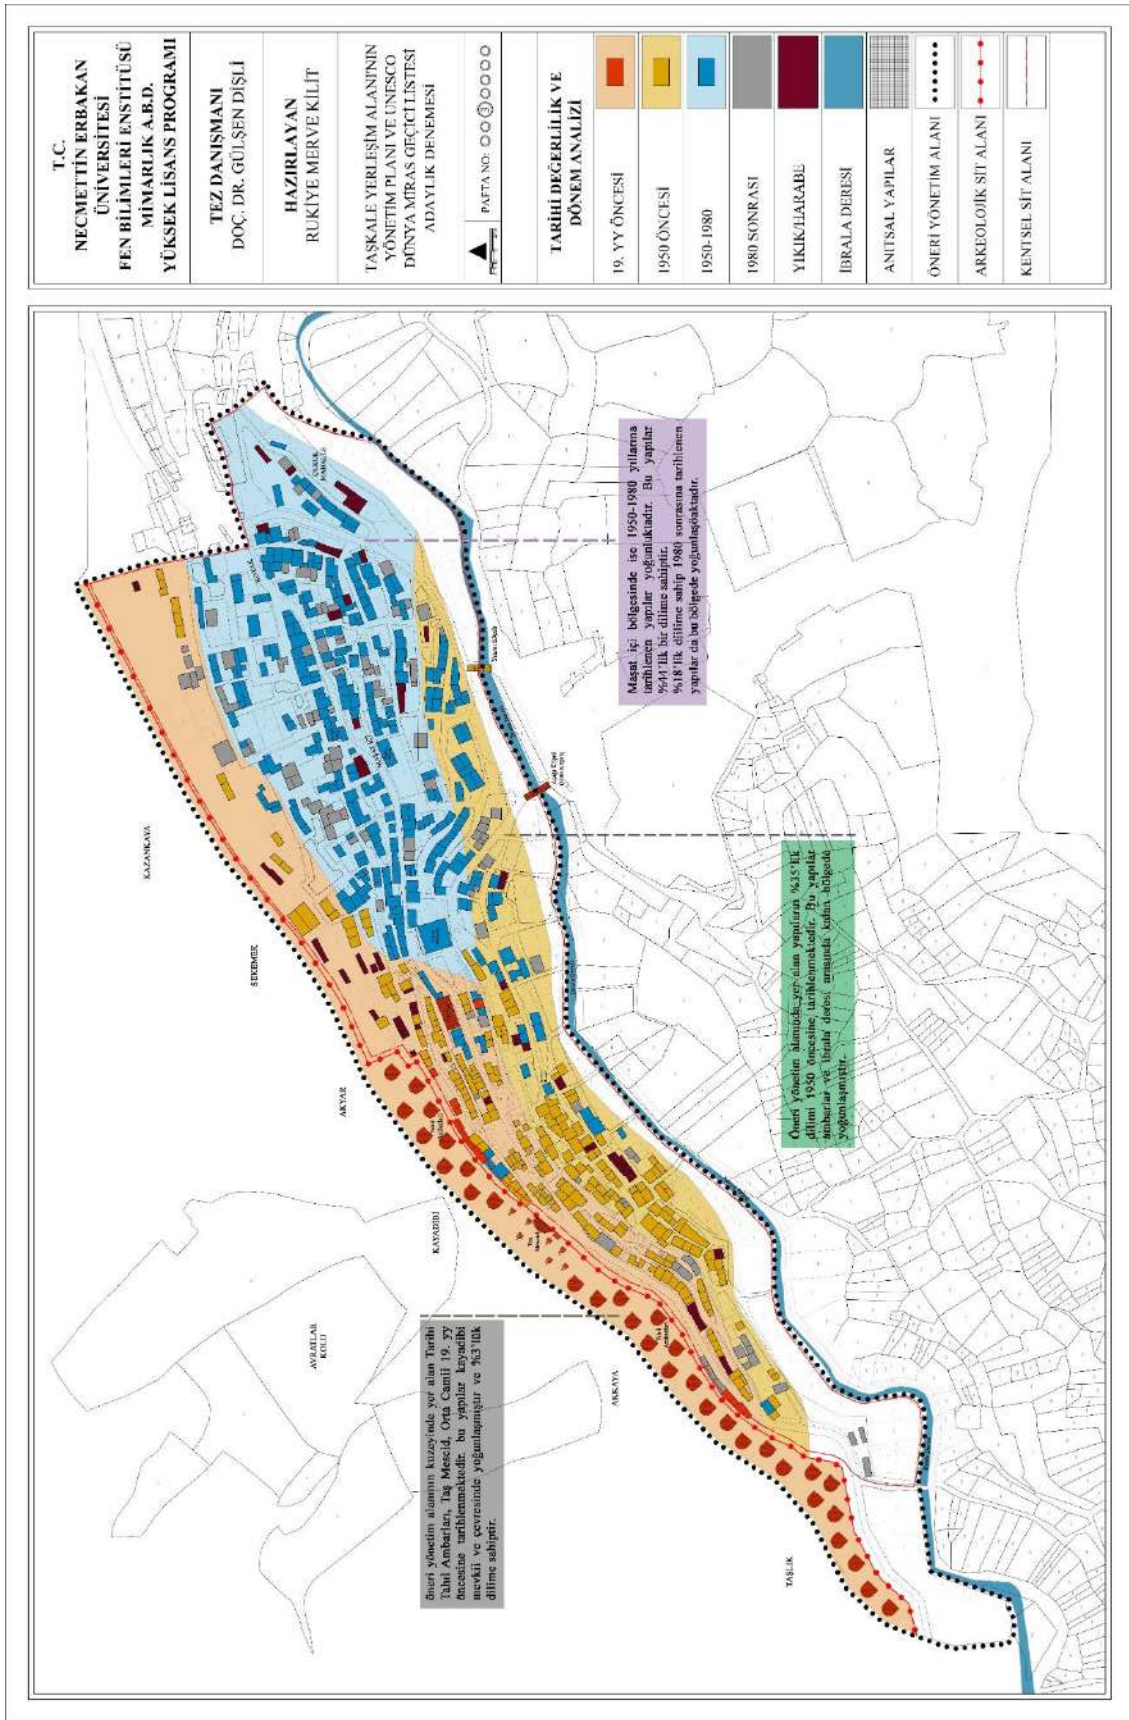 T.C.
NECMETTİN ERBAKAN
ÜNİVERSİTESİ
FEN BİLİMLERİ ENSTİTÜSÜ
MİMARLIK A.B.D.
YÜKSEK LİSANS PROGRAMI
TEZ DANIŞMANI
DOÇ. DR. GÜLŞEN DİŞLİ
HAZIRLAYAN
RUKİYE MERVE KİLİT
TAŞKALE YERLEŞİM ALANI'NIN
YÖNETİM PLANI VE UNESCO
DÜNYA MİRAS GEÇİCİ LİSTESİ
ADAYLIK DENEMESİ
PAFTA NO: 3
TARİHİ DEĞERLİLİK VE
DÖNEM ANALİZİ
19. YY ÖNCESİ
1950 ÖNCESİ
1950-1980
1980 SONRASI
YIKIK/HARABE
İBRALA DERESİ
ANITSAL YAPILAR
ÖNERİ YÖNETİM ALANI
ARKEOLOJİK SİT ALANI
KENTSEL SİT ALANI
KAZANKAYA
SEKEMEK
AKYAR
KAYADİBİ
AVRATLAR
KOLU
AKKAYA
TAŞLIK
Maşat içi bölgesinde ise 1950-1980 yıllarına
tarihlenen yapılar yoğunluktadır. Bu yapılar
%44'lik bir dilime sahiptir.
%18'lik dilime sahip 1980 sonrasına tarihlenen
yapılar da bu bölgede yoğunlaşöaktadır.
Öneri yönetim alanında yer alan yapıların %35'lik
dilimi 1950 öncesine tarihlenmektedir. Bu yapılar
ambarlar ve İbrala deresi arasında kalan bölgede
yoğunlaşmıştır.
öneri yönetim alanının kuzeyinde yer alan Tarihi
Tahıl Ambarları, Taş Mescid, Orta Camii 19. yy
öncesine tarihlenmektedir. bu yapılar kayadibi
mevkii ve çevresinde yoğunlaşmıştır ve %3'lük
dilime sahiptir.